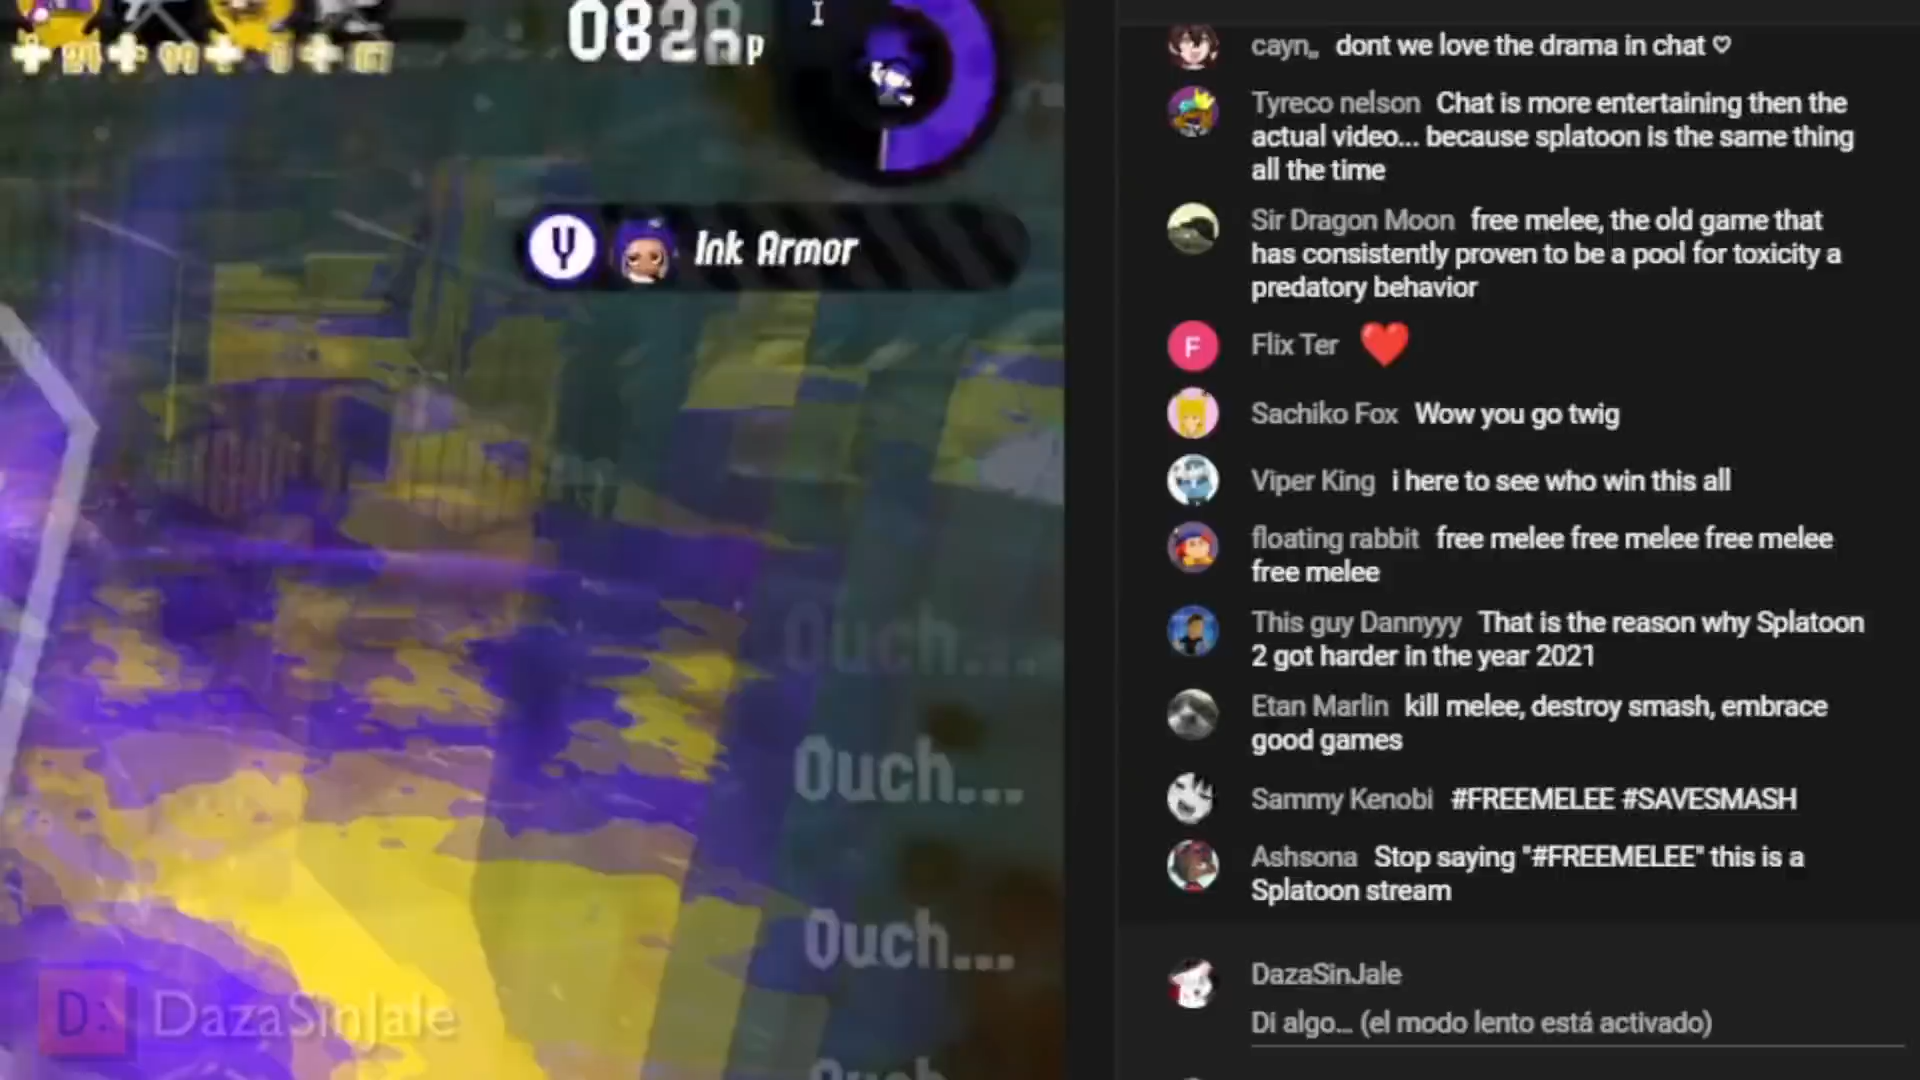 p
Y Ink Armor
Ouch...
Ouch...
Ouch...
D: DazaSinJale
cayn,, dont we love the drama in chat ♡
Tyreco nelson Chat is more entertaining then the
actual video... because splatoon is the same thing
all the time
Sir Dragon Moon free melee, the old game that
has consistently proven to be a pool for toxicity a
predatory behavior
F Flix Ter ❤️
Sachiko Fox Wow you go twig
Viper King i here to see who win this all
floating rabbit free melee free melee free melee
free melee
This guy Dannyyy That is the reason why Splatoon
2 got harder in the year 2021
Etan Marlin kill melee, destroy smash, embrace
good games
Sammy Kenobi #FREEMELEE #SAVESMASH
Ashsona Stop saying "#FREEMELEE" this is a
Splatoon stream
DazaSinJale
Di algo... (el modo lento está activado)